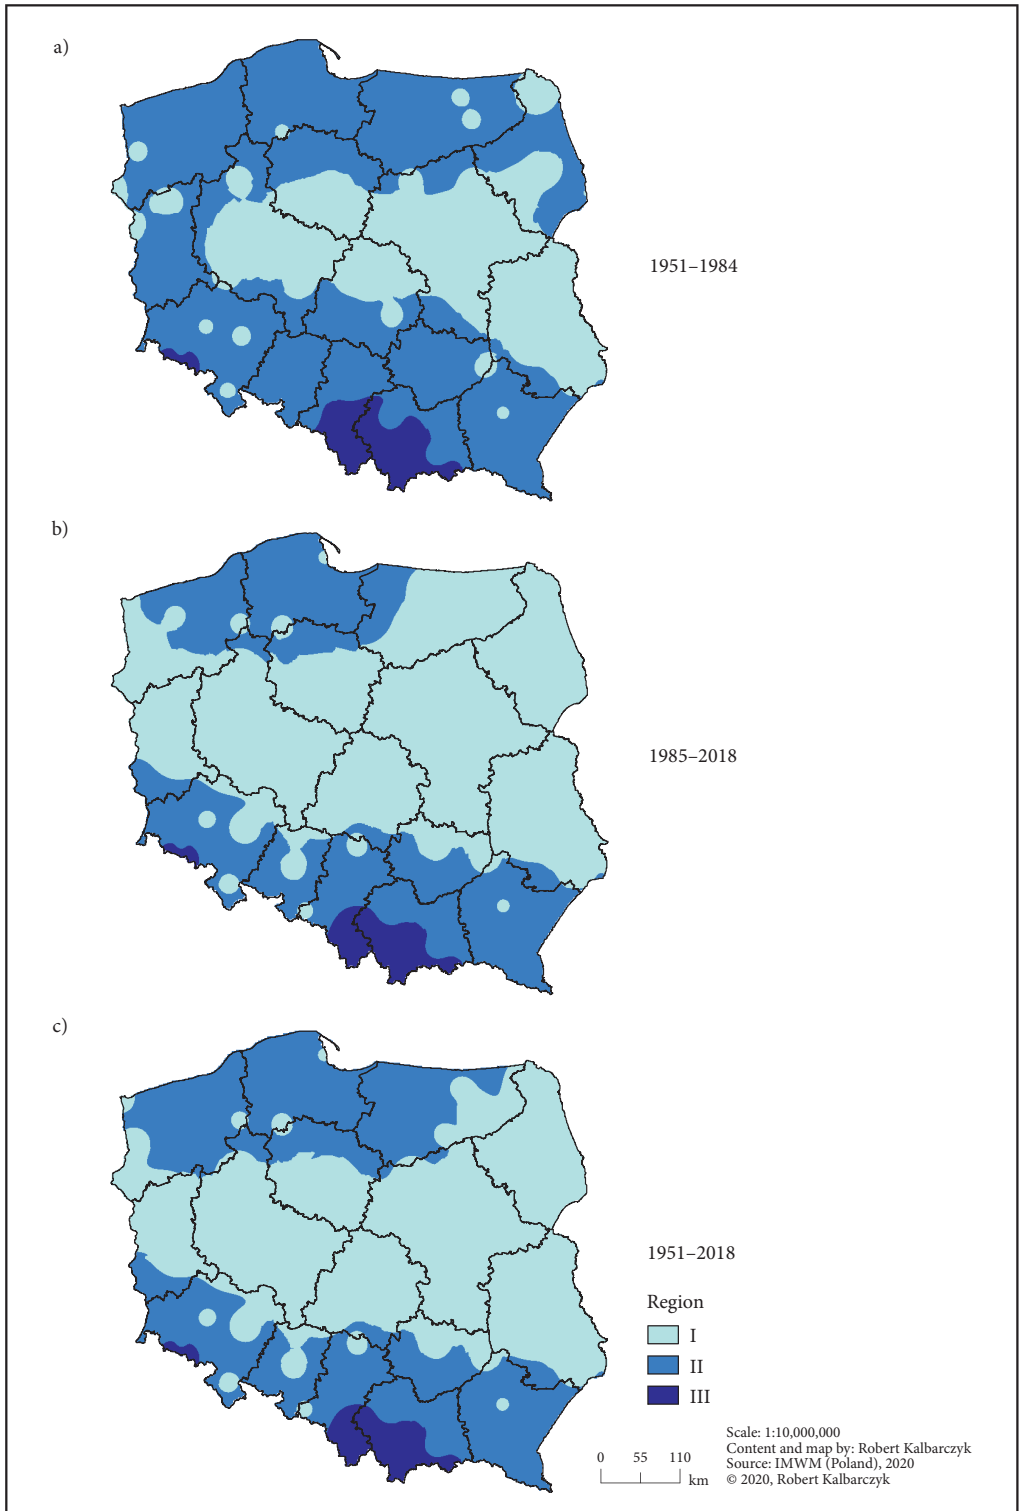 a)
1951–1984
b)
1985–2018
c)
1951–2018
Region
I
II
III
Scale: 1:10,000,000
Content and map by: Robert Kalbarczyk
Source: IMWM (Poland), 2020
© 2020, Robert Kalbarczyk
0 55 110
km